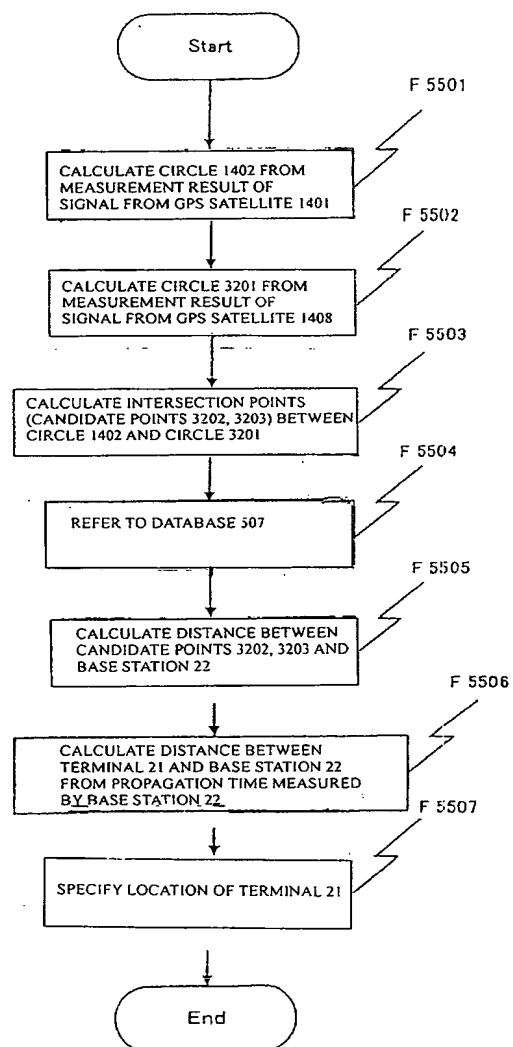 Start
F 5501
CALCULATE CIRCLE 1402 FROM
MEASUREMENT RESULT OF
SIGNAL FROM GPS SATELLITE 1401
F 5502
CALCULATE CIRCLE 3201 FROM
MEASUREMENT RESULT OF
SIGNAL FROM GPS SATELLITE 1408
F 5503
CALCULATE INTERSECTION POINTS
(CANDIDATE POINTS 3202, 3203) BETWEEN
CIRCLE 1402 AND CIRCLE 3201
F 5504
REFER TO DATABASE 507
F 5505
CALCULATE DISTANCE BETWEEN
CANDIDATE POINTS 3202, 3203 AND
BASE STATION 22
F 5506
CALCULATE DISTANCE BETWEEN
TERMINAL 21 AND BASE STATION 22
FROM PROPAGATION TIME MEASURED
BY BASE STATION 22
F 5507
SPECIFY LOCATION OF TERMINAL 21
End